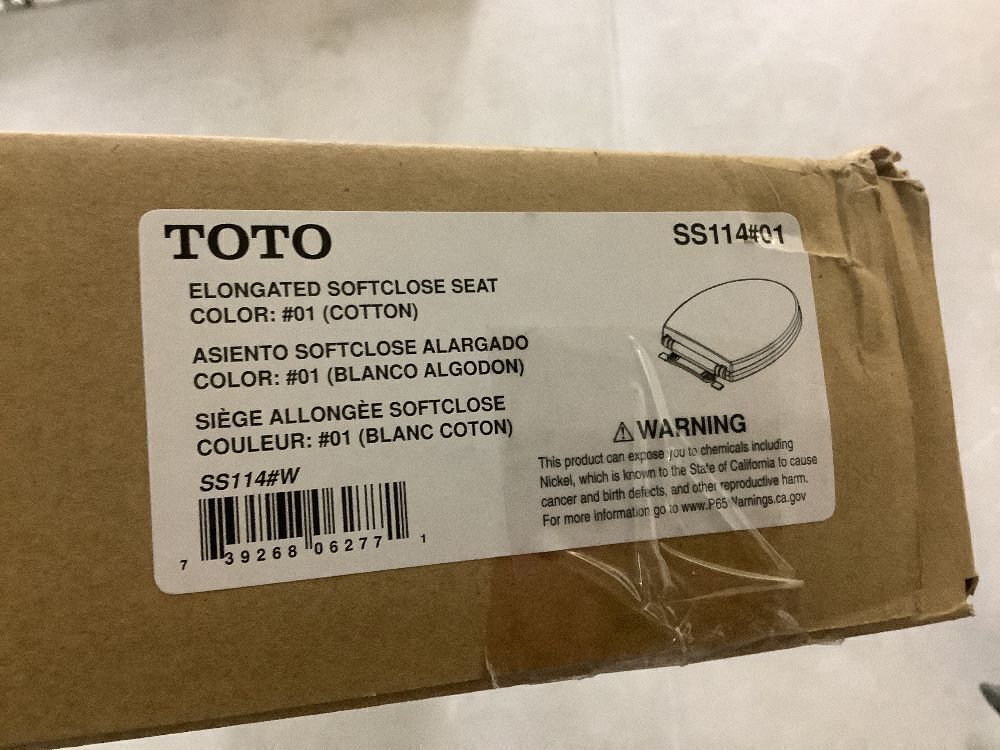 TOTO
SS114#01
ELONGATED SOFTCLOSE SEAT
COLOR: #01 (COTTON)
ASIENTO SOFTCLOSE ALARGADO
COLOR: #01 (BLANCO ALGODON)
SIÈGE ALLONGÈE SOFTCLOSE
COULEUR: #01 (BLANC COTON)
SS114#W
7 39268 06277 1
⚠ WARNING
This product can expose you to chemicals including
Nickel, which is known to the State of California to cause
cancer and birth defects, and other reproductive harm.
For more information go to www.P65Warnings.ca.gov